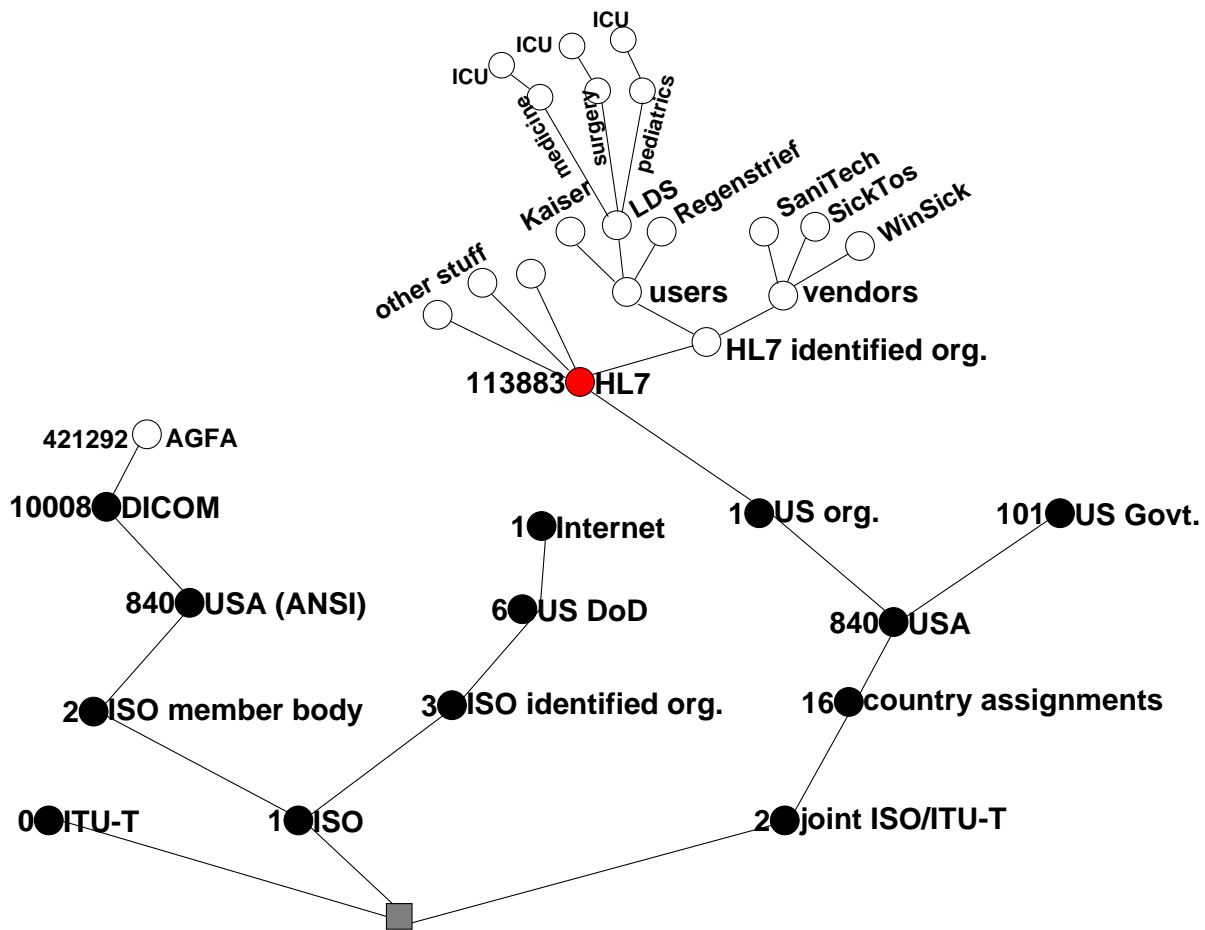 ICU
ICU
ICU
medicine
surgery
pediatrics
Kaiser
LDS
Regenstrief
SaniTech
SickTos
WinSick
other stuff
users
vendors
HL7 identified org.
113883 HL7
421292 AGFA
10008 DICOM
1 Internet
1 US org.
101 US Govt.
840 USA (ANSI)
6 US DoD
840 USA
2 ISO member body
3 ISO identified org.
16 country assignments
0 ITU-T
1 ISO
2 joint ISO/ITU-T